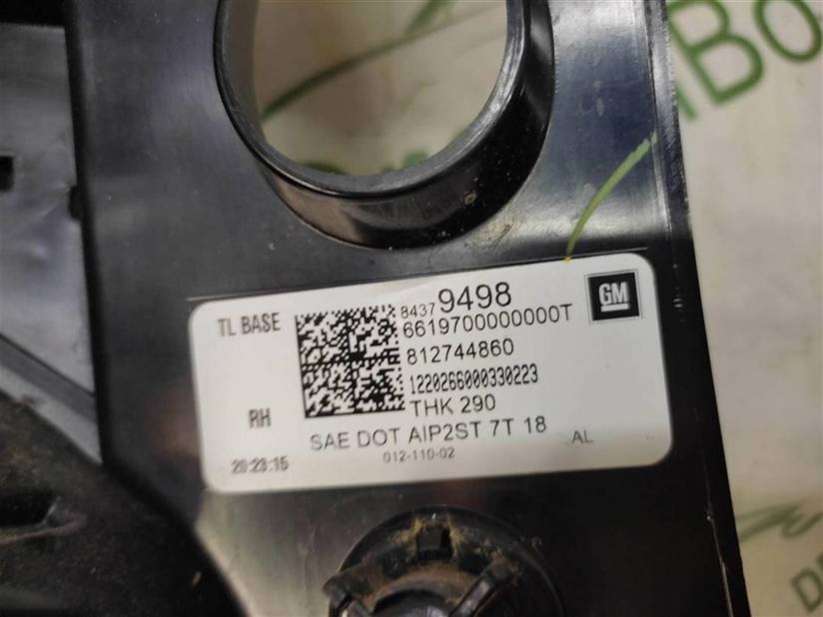 TL BASE
84379498
GM
6619700000000T
812744860
1220266000330223
RH
THK 290
SAE DOT AIP2ST 7T 18
AL
20:23:15
012-110-02